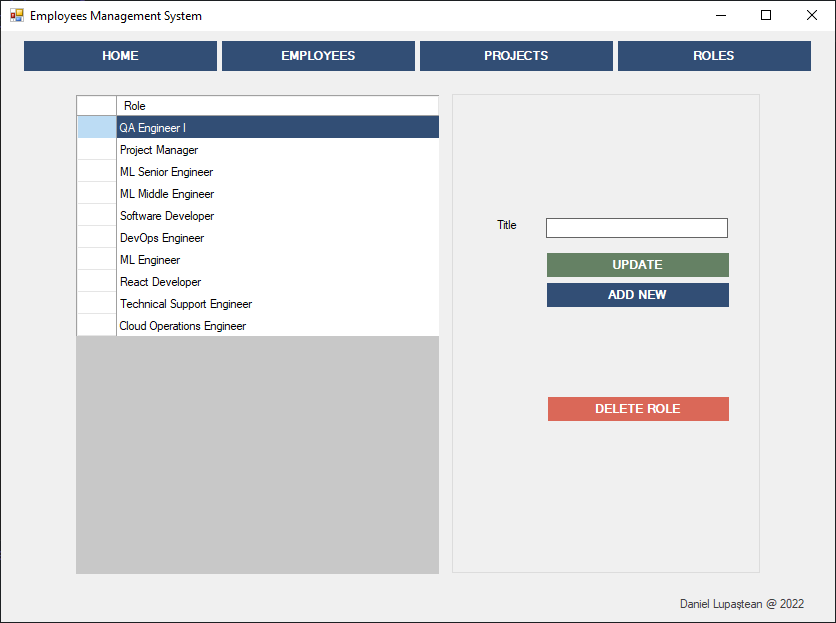 Employees Management System
HOME EMPLOYEES PROJECTS ROLES
Role
QA Engineer I
Project Manager
ML Senior Engineer
ML Middle Engineer
Software Developer
DevOps Engineer
ML Engineer
React Developer
Technical Support Engineer
Cloud Operations Engineer
Title
UPDATE
ADD NEW
DELETE ROLE
Daniel Lupaștean @ 2022